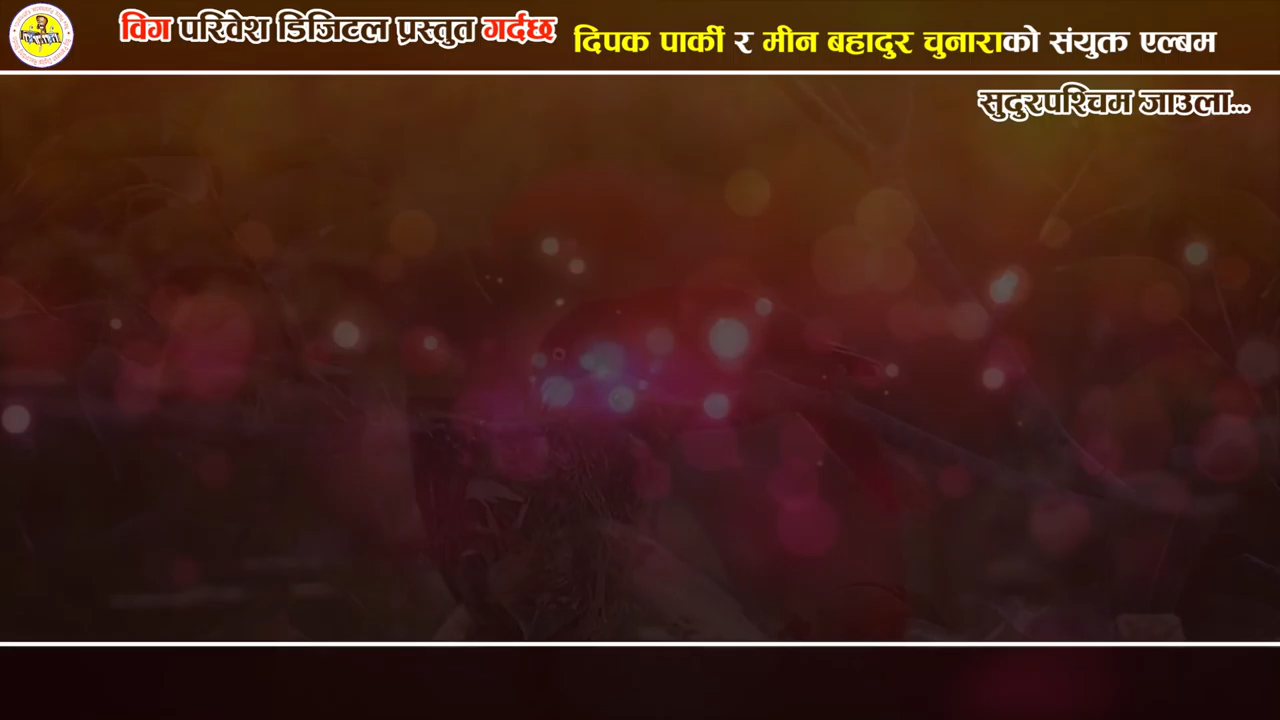 विग परिवेश डिजिटल प्रस्तुत गर्दछ
दिपक पार्की र मीन बहादुर चुनाराको संयुक्त एल्बम
सुदुरपश्चिम जाउला...